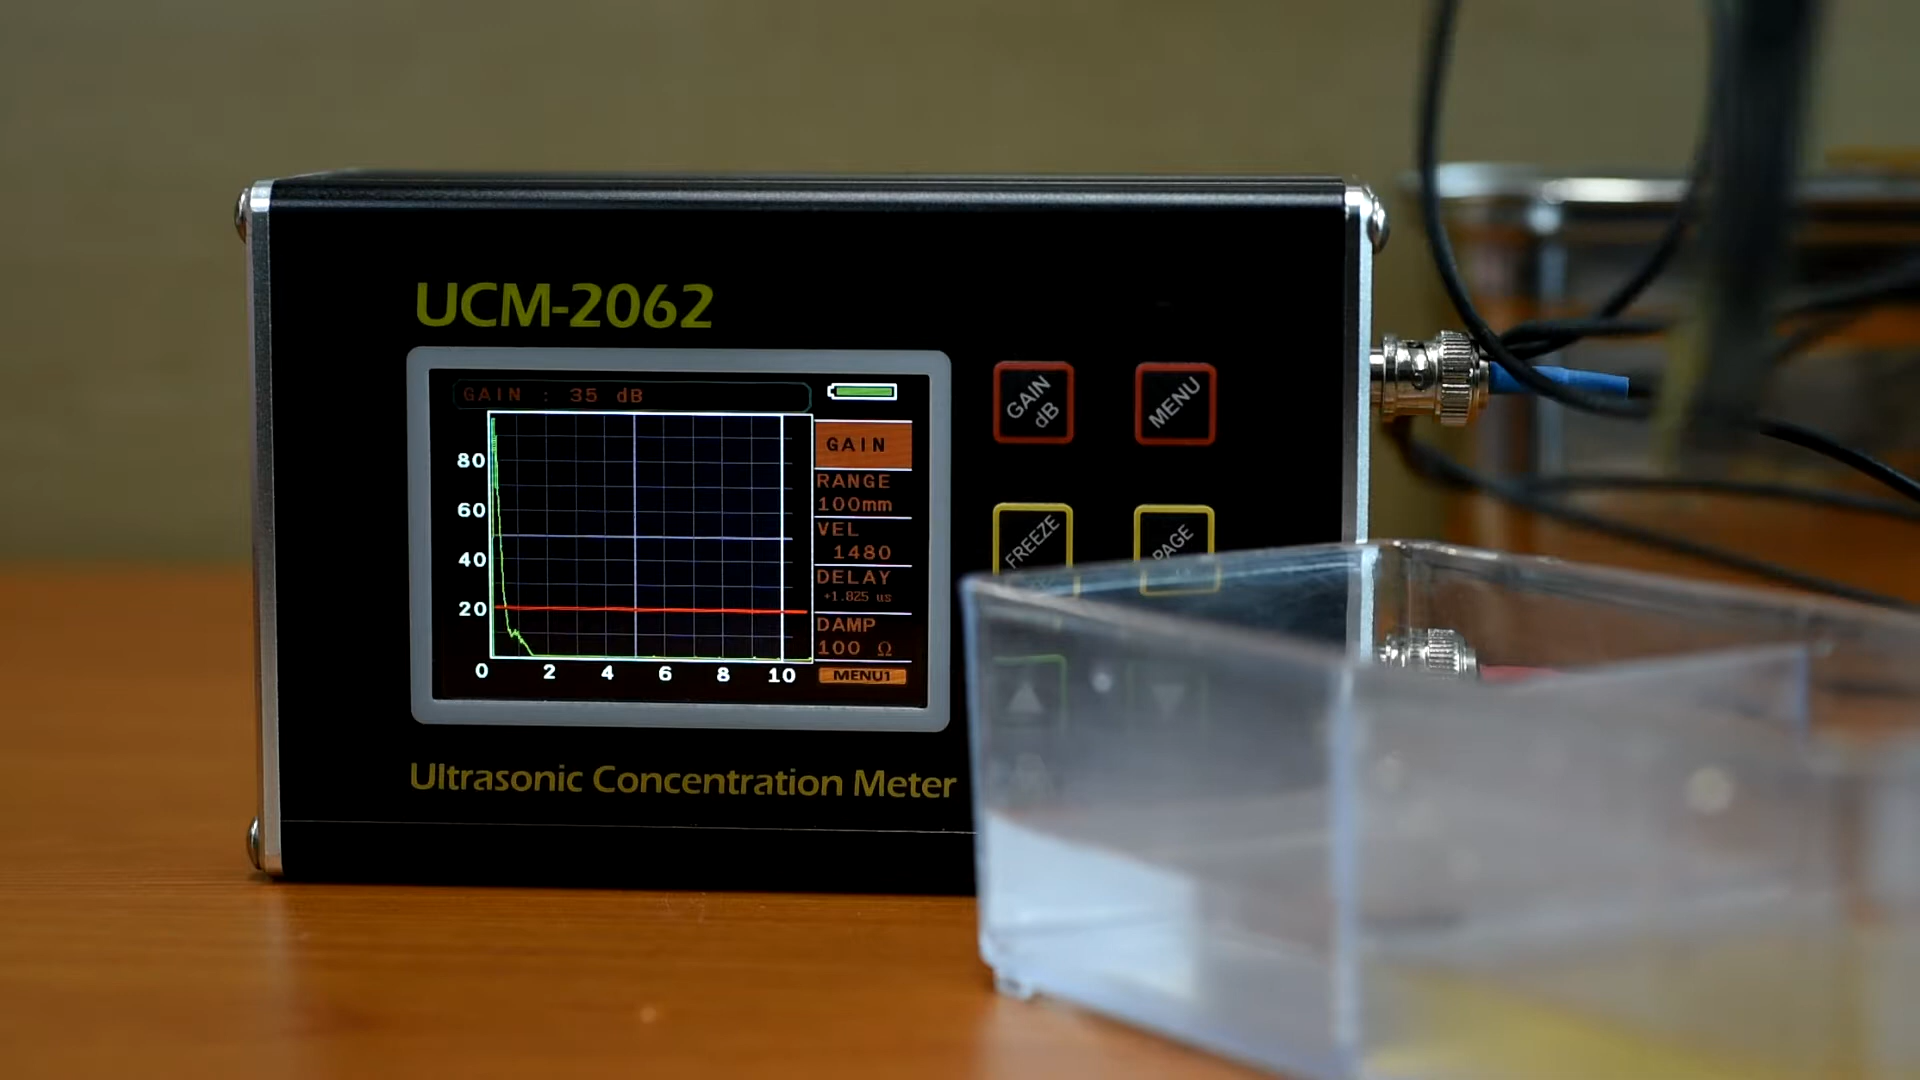 UCM-2062
GAIN : 35 dB
80
60
40
20
0 2 4 6 8 10
GAIN
RANGE
100mm
VEL
1480
DELAY
+1.825 us
DAMP
100 Ω
MENU1
GAIN
dB
MENU
FREEZE
PAGE
Ultrasonic Concentration Meter